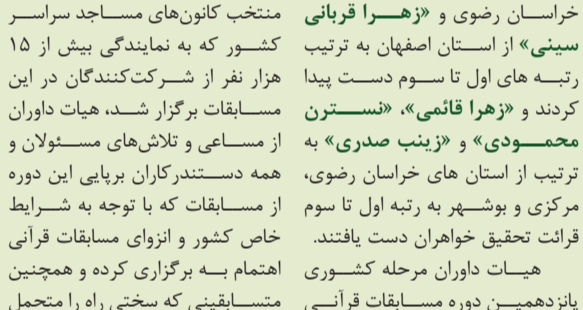 خراسان رضوی و «زهرا قربانی
سینی» از استان اصفهان به ترتیب
رتبه های اول تا سوم دست پیدا
کردند و «زهرا قائمی»، «نسترن
محمودی» و «زینب صدری» به
ترتیب از استان های خراسان رضوی،
مرکزی و بوشهر به رتبه اول تا سوم
قرائت تحقیق خواهران دست یافتند.
هیات داوران مرحله کشوری
پانزدهمین دوره مسابقات قرآنی
منتخب کانون‌های مساجد سراسر
کشور که به نمایندگی بیش از ۱۵
هزار نفر از شرکت‌کنندگان در این
مسابقات برگزار شد، هیات داوران
از مساعی و تلاش‌های مسئولان و
همه دستندرکاران برپایی این دوره
از مسابقات که با توجه به شرایط
خاص کشور و انزوای مسابقات قرآنی
اهتمام به برگزاری کرده و همچنین
متسابقینی که سختی راه را متحمل